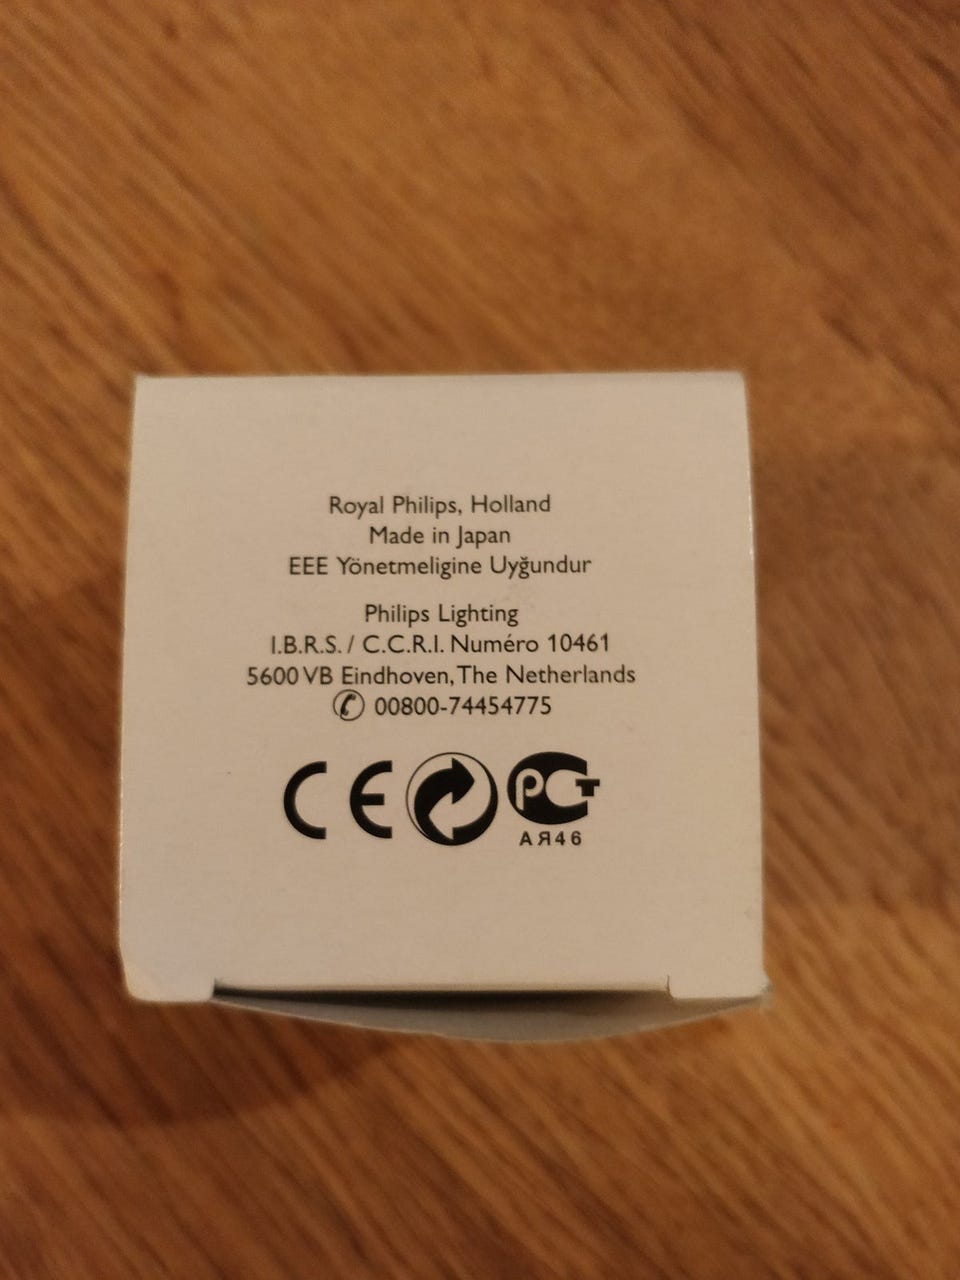 Royal Philips, Holland
Made in Japan
EEE Yönetmeligine Uyğundur
Philips Lighting
I.B.R.S. / C.C.R.I. Numéro 10461
5600 VB Eindhoven, The Netherlands
✆ 00800-74454775
CE PCT
АЯ46